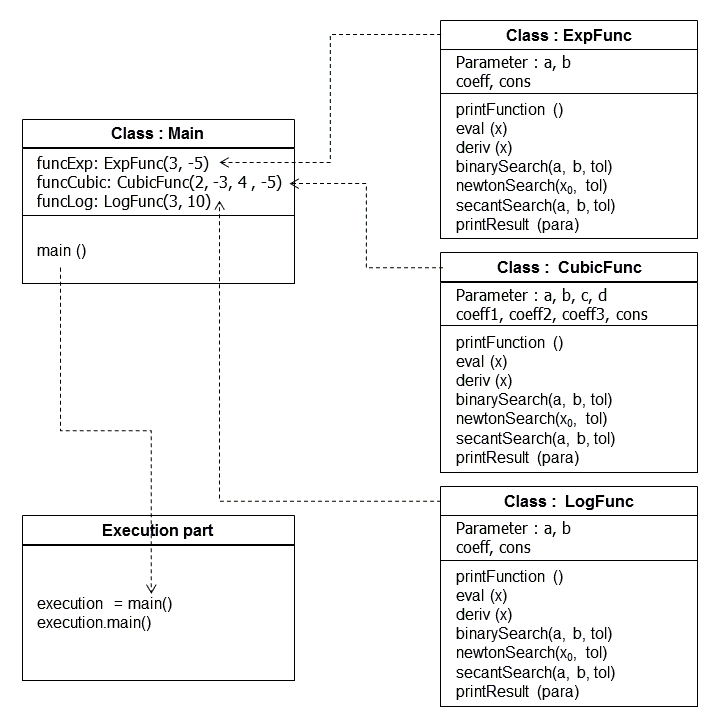 Class : Main
funcExp: ExpFunc(3, -5)
funcCubic: CubicFunc(2, -3, 4 , -5)
funcLog: LogFunc(3, 10)
main ()
Execution part
execution = main()
execution.main()
Class : ExpFunc
Parameter : a, b
coeff, cons
printFunction ()
eval (x)
deriv (x)
binarySearch(a, b, tol)
newtonSearch(x₀, tol)
secantSearch(a, b, tol)
printResult (para)
Class : CubicFunc
Parameter : a, b, c, d
coeff1, coeff2, coeff3, cons
printFunction ()
eval (x)
deriv (x)
binarySearch(a, b, tol)
newtonSearch(x₀, tol)
secantSearch(a, b, tol)
printResult (para)
Class : LogFunc
Parameter : a, b
coeff, cons
printFunction ()
eval (x)
deriv (x)
binarySearch(a, b, tol)
newtonSearch(x₀, tol)
secantSearch(a, b, tol)
printResult (para)